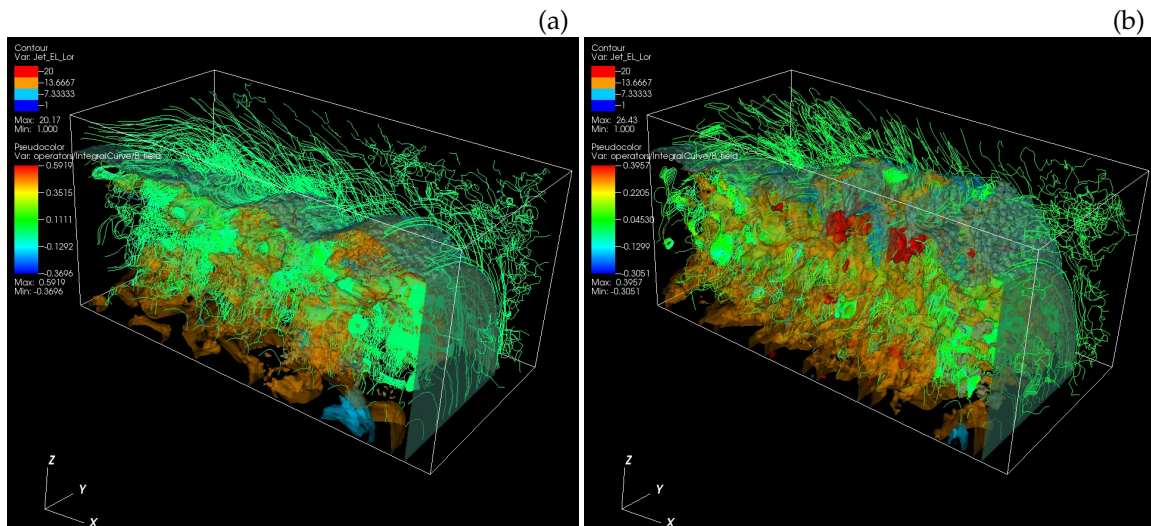 (a)
Contour
Var: Jet_EL_Lor
20
13.6667
7.33333
1
Max: 20.17
Min: 1.000
Pseudocolor
Var: operators/IntegralCurve/B_field
0.5919
0.3515
0.1111
-0.1292
-0.3696
Max: 0.5919
Min: -0.3696
Z
Y
X
(b)
Contour
Var: Jet_EL_Lor
20
13.6667
7.33333
1
Max: 26.43
Min: 1.000
Pseudocolor
Var: operators/IntegralCurve/B_field
0.3957
0.2205
0.04530
-0.1299
-0.3051
Max: 0.3957
Min: -0.3051
Z
Y
X